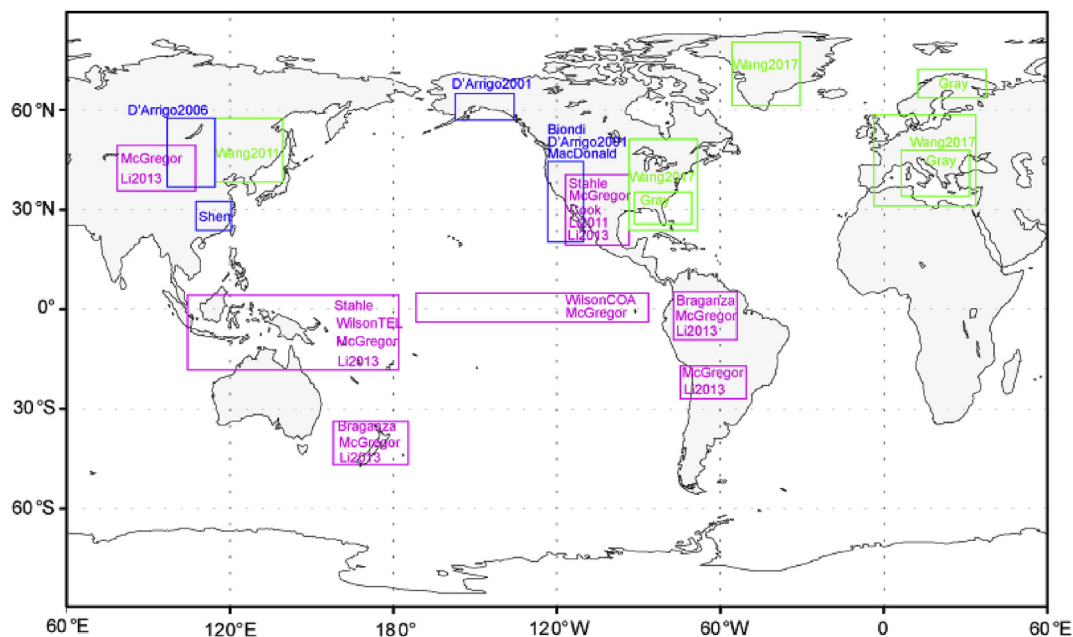 Wang2017
Gray
D'Arrigo2001
60 °N
D'Arrigo2006
Biondi
D'Arrigo2001
MacDonald
Wang2017
Gray
Wang2011
McGregor
Li2013
Wang2017
Stahle
McGregor
Cook
Li2011
Li2013
Gray
30 °N
Shen
0°
Stahle
WilsonTEL
McGregor
Li2013
WilsonCOA
McGregor
Braganza
McGregor
Li2013
McGregor
Li2013
30 °S
Braganza
McGregor
Li2013
60 °S
60 °E 120 °E 180° 120 °W 60 °W 0° 60 °E